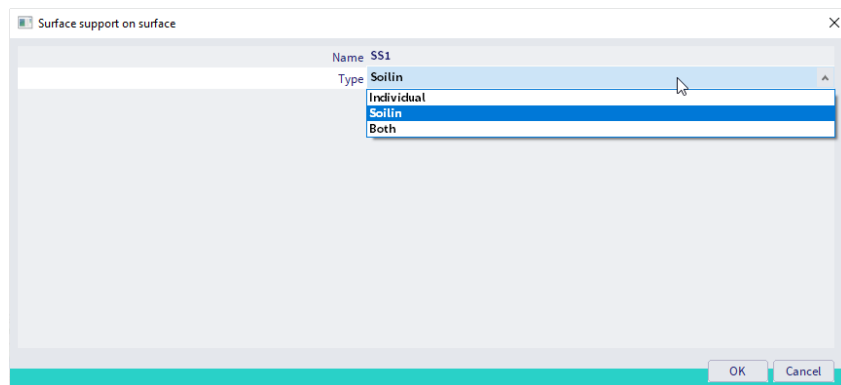 Surface support on surface
Name SS1
Type Soilin
Individual
Soilin
Both
OK Cancel